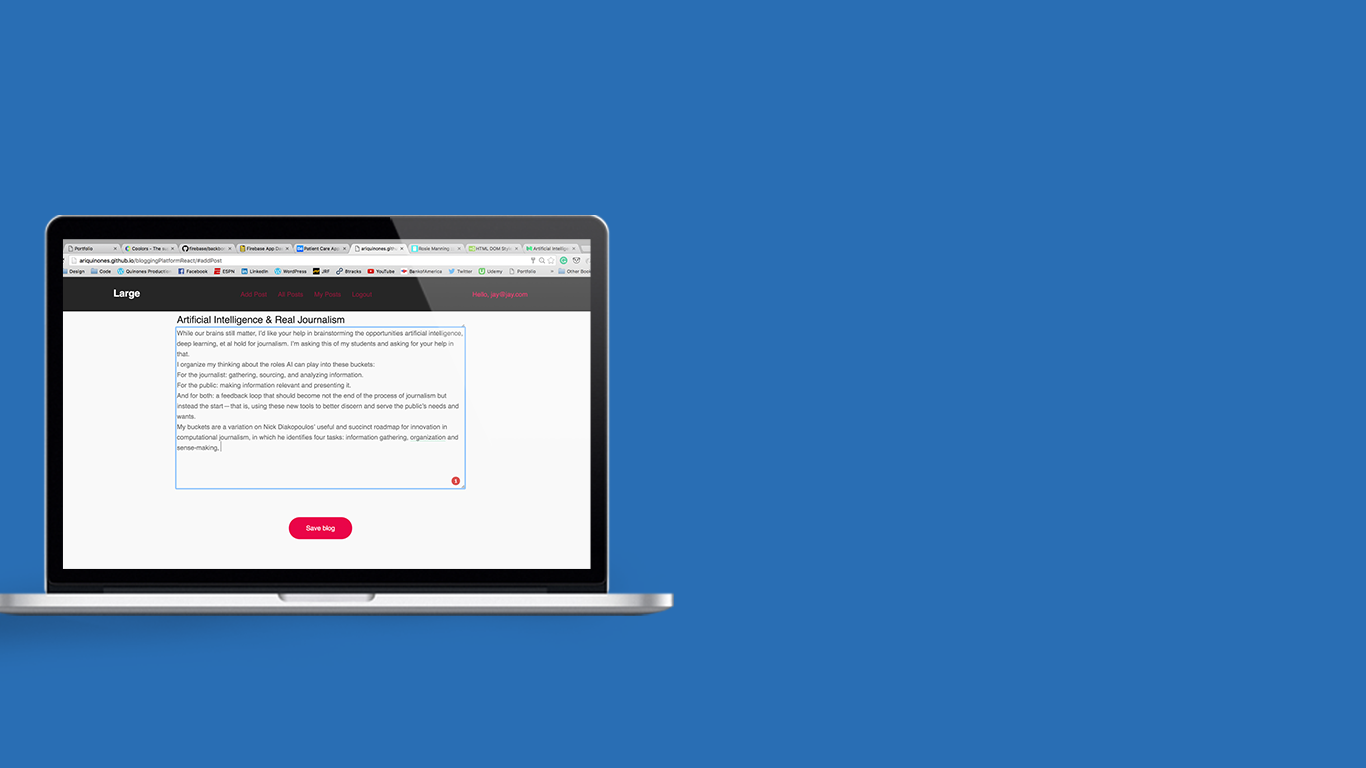 Portfolio Coolors - The su firebase/backbon Firebase App Das Patient Care App ariquinones.githu Roxie Manning HTML DOM Style Artificial Intellige
ariquinones.github.io/bloggingPlatformReact/#addPost
Design Code Quinones Production Facebook ESPN LinkedIn WordPress JRF Btracks YouTube BankofAmerica Twitter Udemy Portfolio » Other Book
Large Add Post All Posts My Posts Logout Hello, jay@jay.com
Artificial Intelligence & Real Journalism
While our brains still matter, I'd like your help in brainstorming the opportunities artificial intelligence,
deep learning, et al hold for journalism. I'm asking this of my students and asking for your help in
that.
I organize my thinking about the roles AI can play into these buckets:
For the journalist: gathering, sourcing, and analyzing information.
For the public: making information relevant and presenting it.
And for both: a feedback loop that should become not the end of the process of journalism but
instead the start — that is, using these new tools to better discern and serve the public's needs and
wants.
My buckets are a variation on Nick Diakopoulos' useful and succinct roadmap for innovation in
computational journalism, in which he identifies four tasks: information gathering, organization and
sense-making,
Save blog